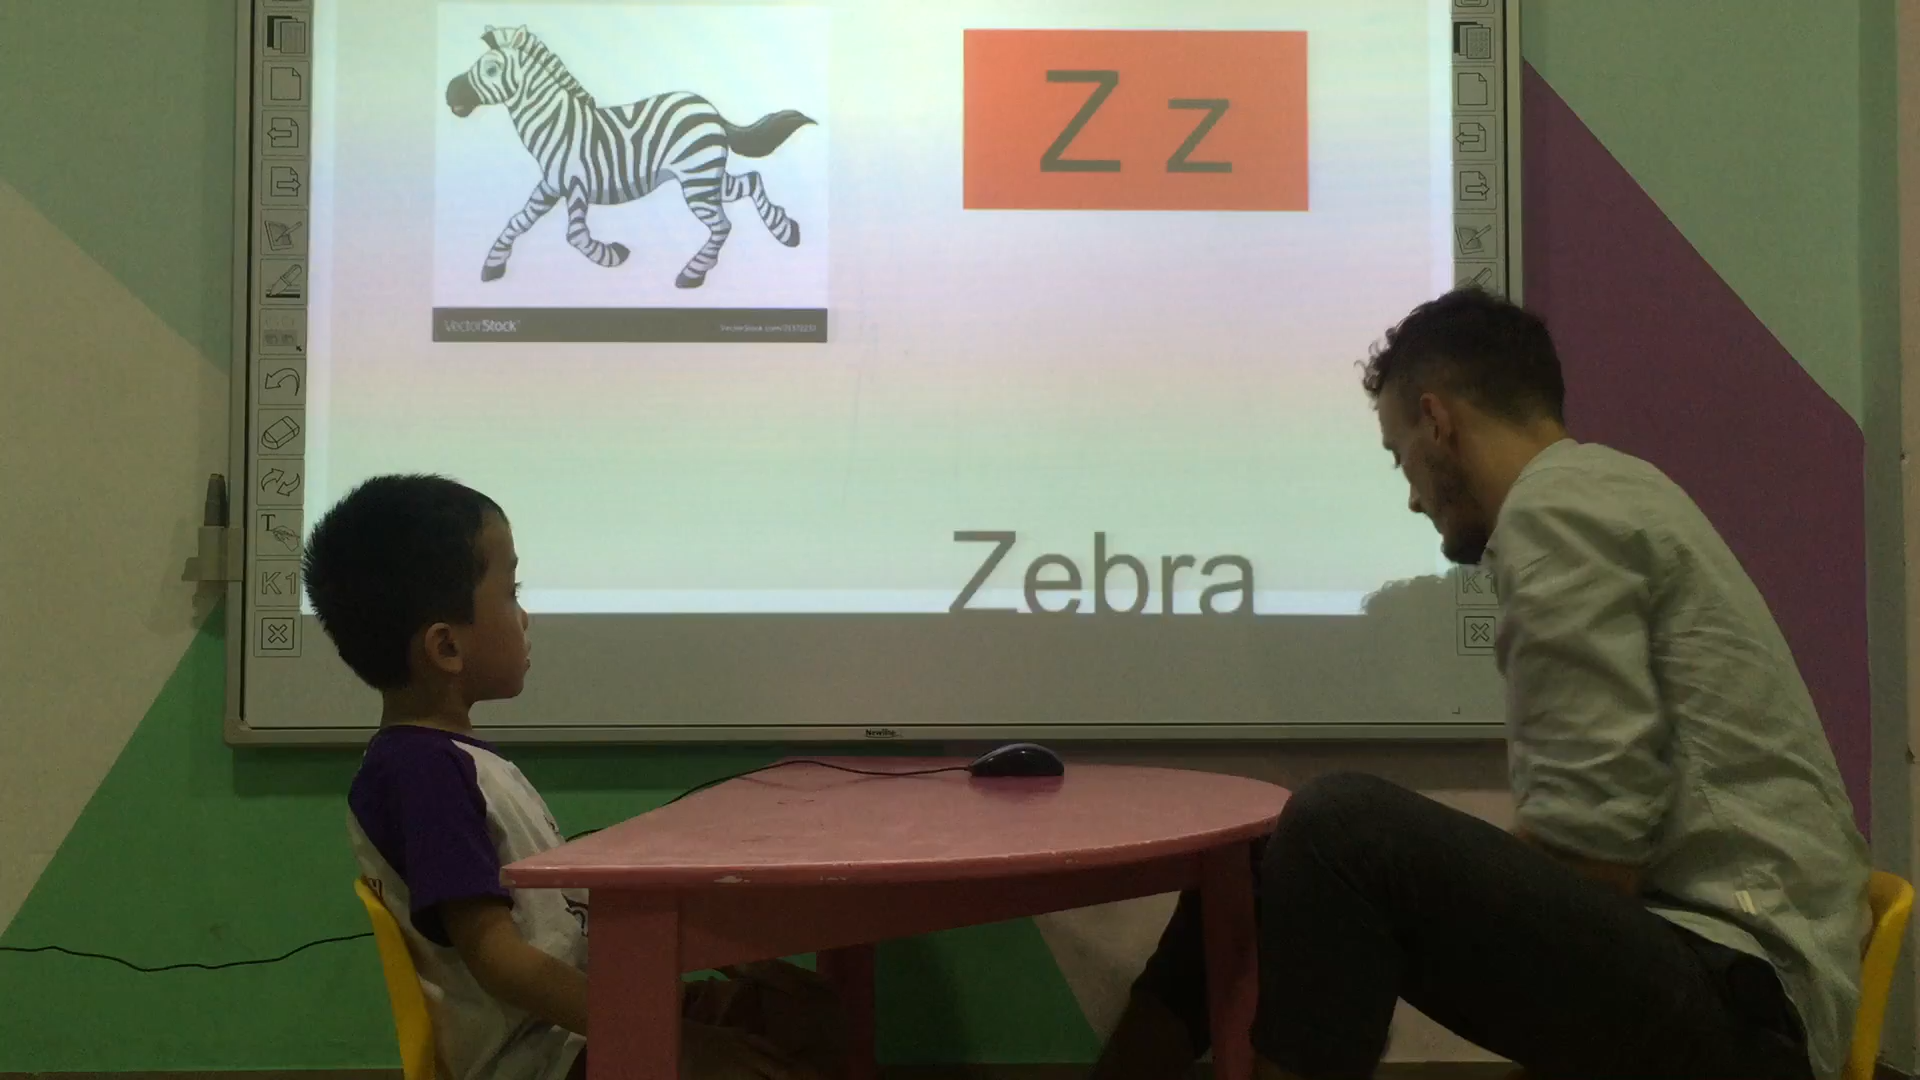 Z z
VectorStock
Zebra
T
K1
K1